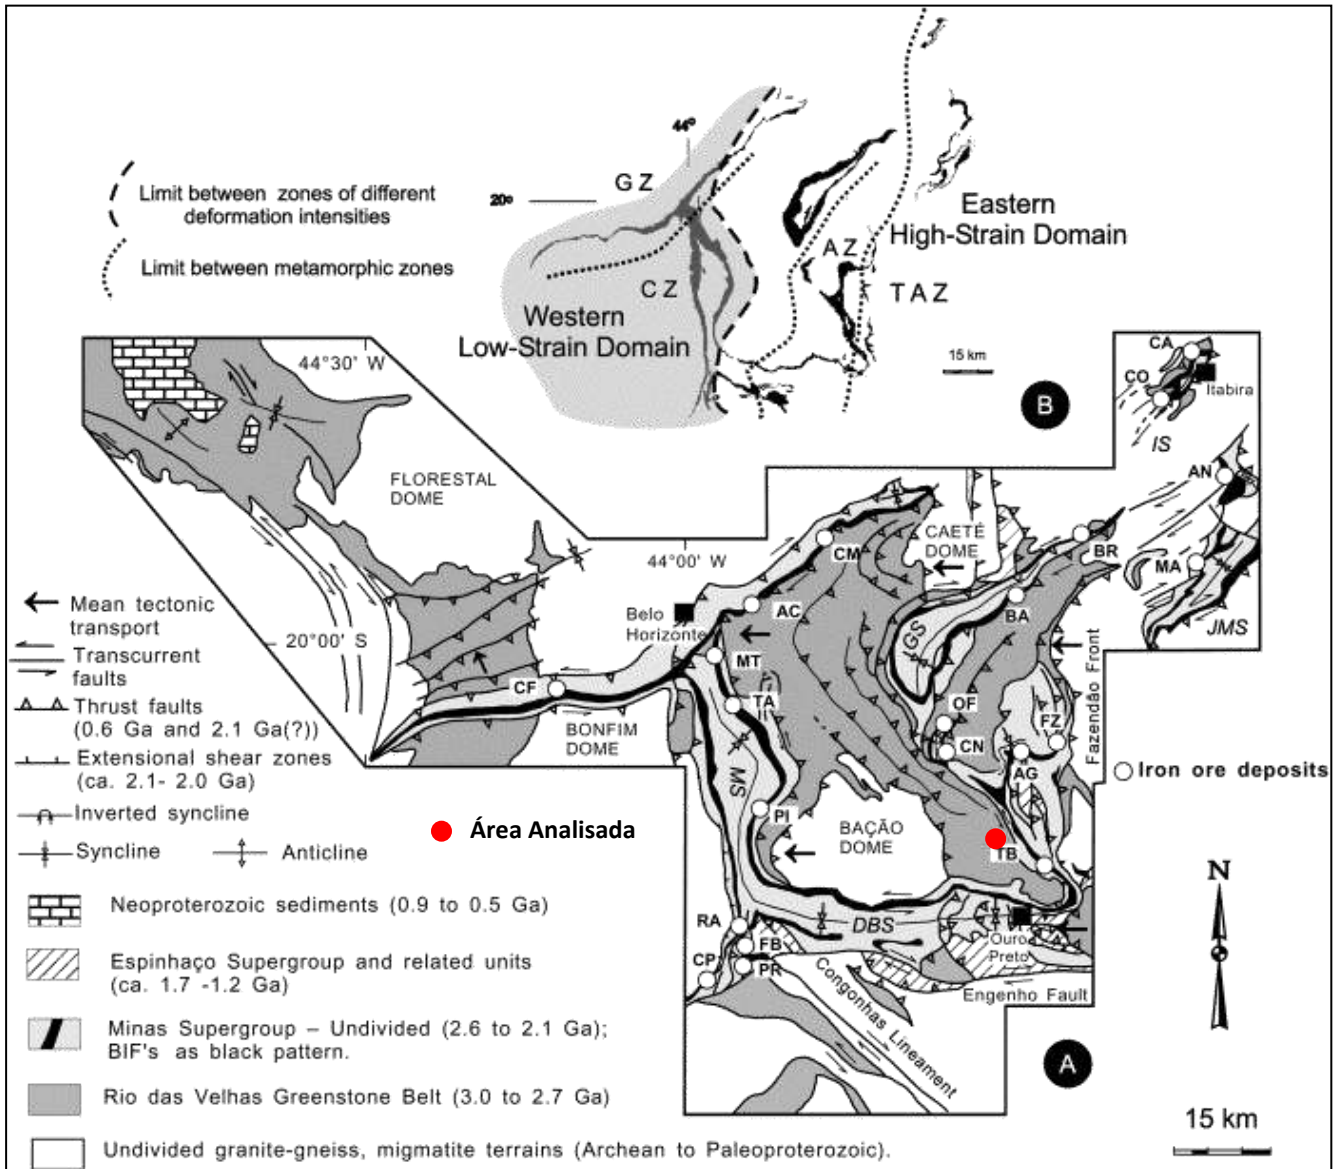 44°
G Z
20°
Limit between zones of different
deformation intensities
Limit between metamorphic zones
Eastern
High-Strain Domain
A Z
T A Z
C Z
Western
Low-Strain Domain
15 km
B
44°30' W
FLORESTAL
DOME
CA
CO
Itabira
IS
AN
MA
JMS
CAETÉ
DOME
BR
CM
44°00' W
Belo
Horizonte
AC
BA
GS
MT
20°00' S
CF
TA
OF
FZ
CN
AG
Fazendão Front
BONFIM
DOME
MS
PI
BAÇÃO
DOME
TB
DBS
RA
FB
CP
PR
Ouro
Preto
Congonhas Lineament
Engenho Fault
A
Mean tectonic
transport
Transcurrent
faults
Thrust faults
(0.6 Ga and 2.1 Ga(?))
Extensional shear zones
(ca. 2.1- 2.0 Ga)
Inverted syncline
Syncline
Anticline
Iron ore deposits
Área Analisada
N
Neoproterozoic sediments (0.9 to 0.5 Ga)
Espinhaço Supergroup and related units
(ca. 1.7 -1.2 Ga)
Minas Supergroup – Undivided (2.6 to 2.1 Ga);
BIF's as black pattern.
Rio das Velhas Greenstone Belt (3.0 to 2.7 Ga)
Undivided granite-gneiss, migmatite terrains (Archean to Paleoproterozoic).
15 km